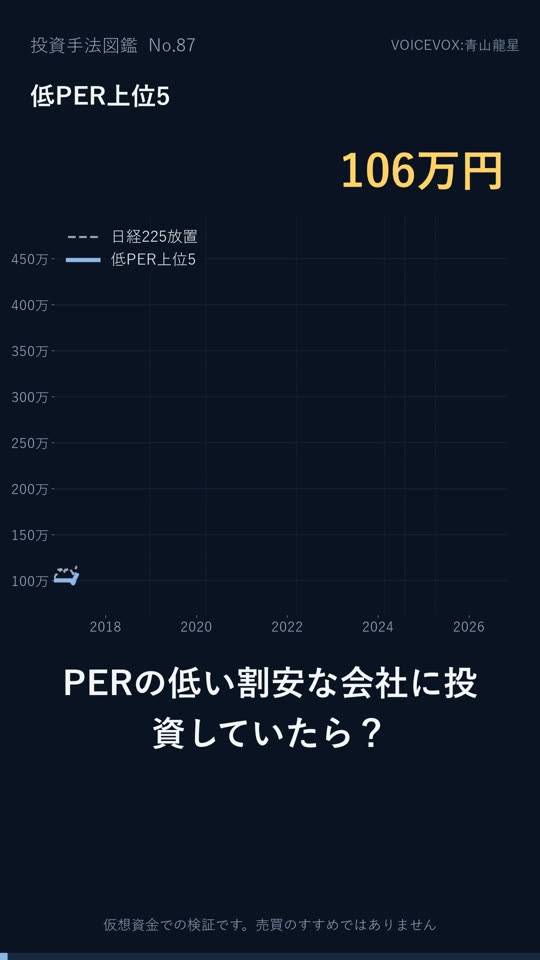 投資手法図鑑 No.87
VOICEVOX:青山龍星
低PER上位5
106万円
日経225放置
低PER上位5
450万
400万
350万
300万
250万
200万
150万
100万
2018 2020 2022 2024 2026
PERの低い割安な会社に投
資していたら？
仮想資金での検証です。売買のすすめではありません